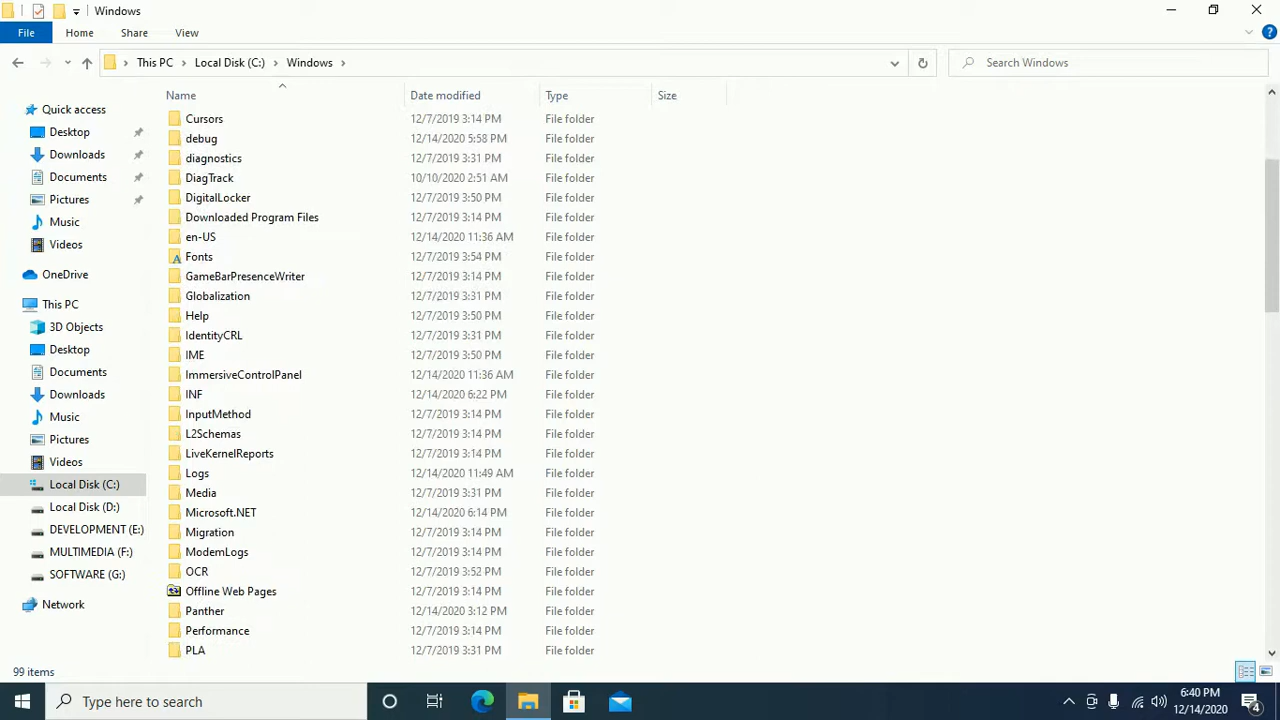 Windows
File Home Share View
This PC Local Disk (C:) Windows
Search Windows
Name Date modified Type Size
Quick access
Desktop
Downloads
Documents
Pictures
Music
Videos
OneDrive
This PC
3D Objects
Desktop
Documents
Downloads
Music
Pictures
Videos
Local Disk (C:)
Local Disk (D:)
DEVELOPMENT (E:)
MULTIMEDIA (F:)
SOFTWARE (G:)
Network
Cursors 12/7/2019 3:14 PM File folder
debug 12/14/2020 5:58 PM File folder
diagnostics 12/7/2019 3:31 PM File folder
DiagTrack 10/10/2020 2:51 AM File folder
DigitalLocker 12/7/2019 3:50 PM File folder
Downloaded Program Files 12/7/2019 3:14 PM File folder
en-US 12/14/2020 11:36 AM File folder
Fonts 12/7/2019 3:54 PM File folder
GameBarPresenceWriter 12/7/2019 3:14 PM File folder
Globalization 12/7/2019 3:31 PM File folder
Help 12/7/2019 3:50 PM File folder
IdentityCRL 12/7/2019 3:31 PM File folder
IME 12/7/2019 3:50 PM File folder
ImmersiveControlPanel 12/14/2020 11:36 AM File folder
INF 12/14/2020 6:22 PM File folder
InputMethod 12/7/2019 3:14 PM File folder
L2Schemas 12/7/2019 3:14 PM File folder
LiveKernelReports 12/7/2019 3:14 PM File folder
Logs 12/14/2020 11:49 AM File folder
Media 12/7/2019 3:31 PM File folder
Microsoft.NET 12/14/2020 6:14 PM File folder
Migration 12/7/2019 3:14 PM File folder
ModemLogs 12/7/2019 3:14 PM File folder
OCR 12/7/2019 3:52 PM File folder
Offline Web Pages 12/7/2019 3:14 PM File folder
Panther 12/14/2020 3:12 PM File folder
Performance 12/7/2019 3:14 PM File folder
PLA 12/7/2019 3:31 PM File folder
99 items
Type here to search
6:40 PM
12/14/2020
4